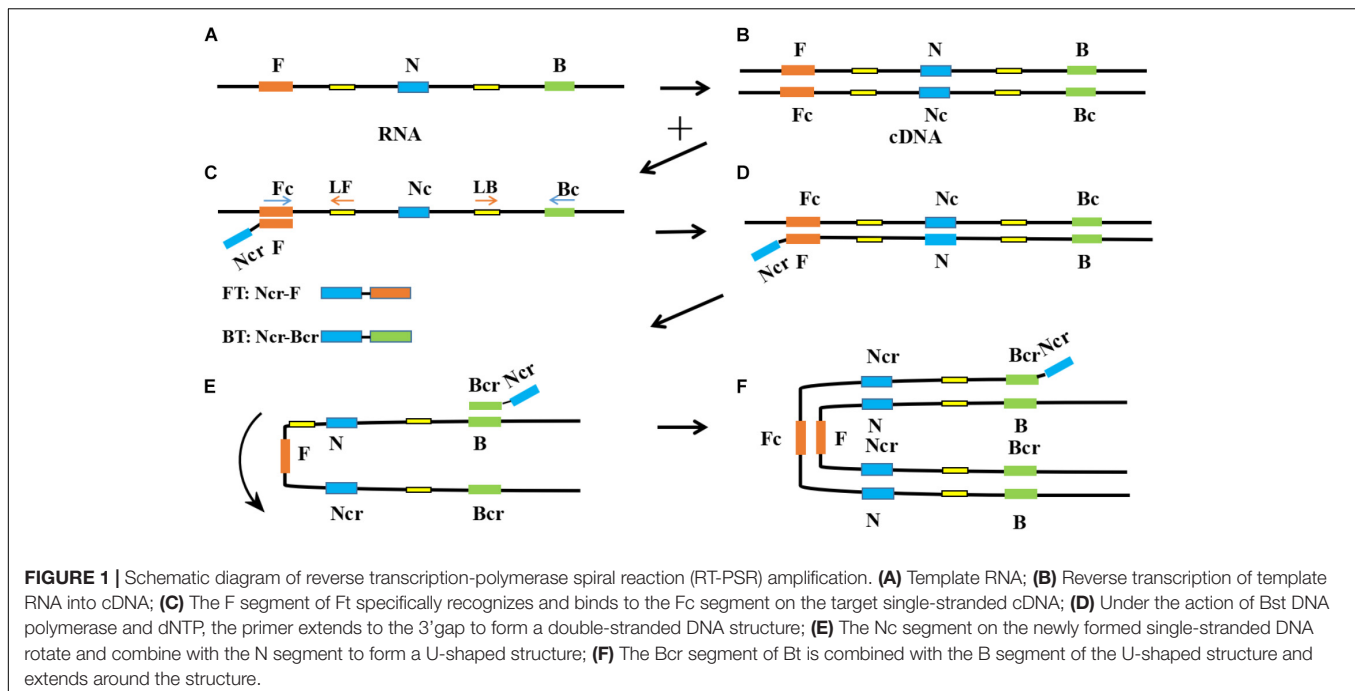 A
B
F N B
F N B
RNA
Fc Nc Bc
cDNA
+
C
D
Fc LF Nc LB Bc
Fc Nc Bc
Ncr F
Ncr F N B
FT: Ncr-F
BT: Ncr-Bcr
E
F
Bcr Ncr
Ncr Bcr Ncr
F N B
N B
Fc F
Ncr Bcr
Ncr Bcr
N B
FIGURE 1 | Schematic diagram of reverse transcription-polymerase spiral reaction (RT-PSR) amplification. (A) Template RNA; (B) Reverse transcription of template
RNA into cDNA; (C) The F segment of Ft specifically recognizes and binds to the Fc segment on the target single-stranded cDNA; (D) Under the action of Bst DNA
polymerase and dNTP, the primer extends to the 3'gap to form a double-stranded DNA structure; (E) The Nc segment on the newly formed single-stranded DNA
rotate and combine with the N segment to form a U-shaped structure; (F) The Bcr segment of Bt is combined with the B segment of the U-shaped structure and
extends around the structure.